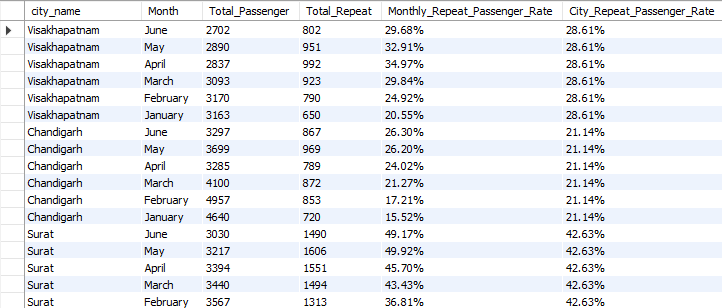 city_name Month Total_Passenger Total_Repeat Monthly_Repeat_Passenger_Rate City_Repeat_Passenger_Rate
Visakhapatnam June 2702 802 29.68% 28.61%
Visakhapatnam May 2890 951 32.91% 28.61%
Visakhapatnam April 2837 992 34.97% 28.61%
Visakhapatnam March 3093 923 29.84% 28.61%
Visakhapatnam February 3170 790 24.92% 28.61%
Visakhapatnam January 3163 650 20.55% 28.61%
Chandigarh June 3297 867 26.30% 21.14%
Chandigarh May 3699 969 26.20% 21.14%
Chandigarh April 3285 789 24.02% 21.14%
Chandigarh March 4100 872 21.27% 21.14%
Chandigarh February 4957 853 17.21% 21.14%
Chandigarh January 4640 720 15.52% 21.14%
Surat June 3030 1490 49.17% 42.63%
Surat May 3217 1606 49.92% 42.63%
Surat April 3394 1551 45.70% 42.63%
Surat March 3440 1494 43.43% 42.63%
Surat February 3567 1313 36.81% 42.63%